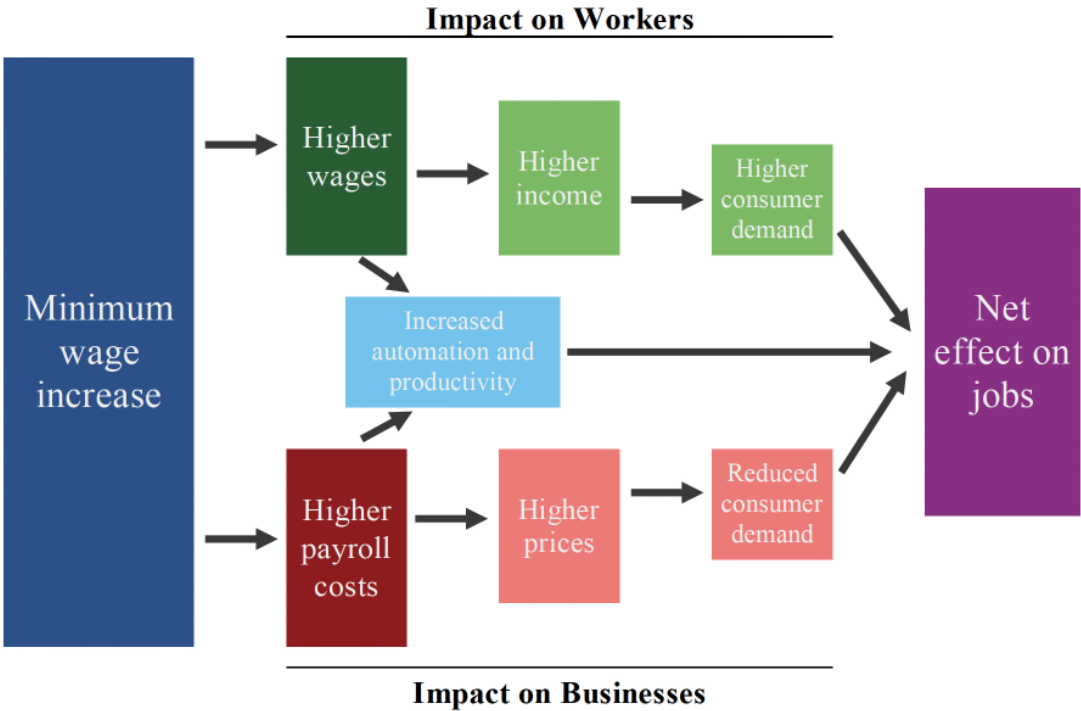 Impact on Workers
Minimum
wage
increase
Higher
wages
Higher
income
Higher
consumer
demand
Increased
automation and
productivity
Net
effect on
jobs
Higher
payroll
costs
Higher
prices
Reduced
consumer
demand
Impact on Businesses